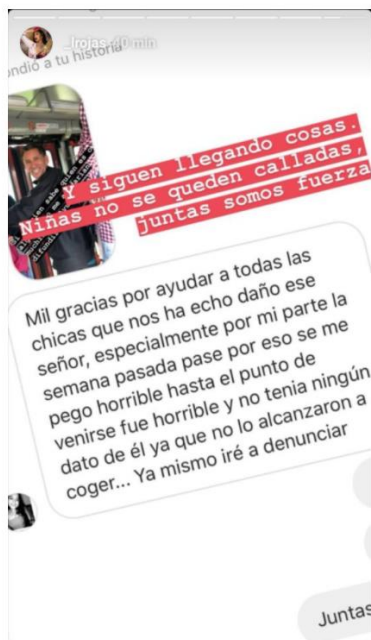 _lrojas 40 min
ondió a tu historia
Y siguen llegando cosas.
Niñas no se queden calladas,
juntas somos fuerza
Mil gracias por ayudar a todas las
chicas que nos ha echo daño ese
señor, especialmente por mi parte la
semana pasada pase por eso se me
pego horrible hasta el punto de
venirse fue horrible y no tenia ningún
dato de él ya que no lo alcanzaron a
coger... Ya mismo iré a denunciar
Juntas